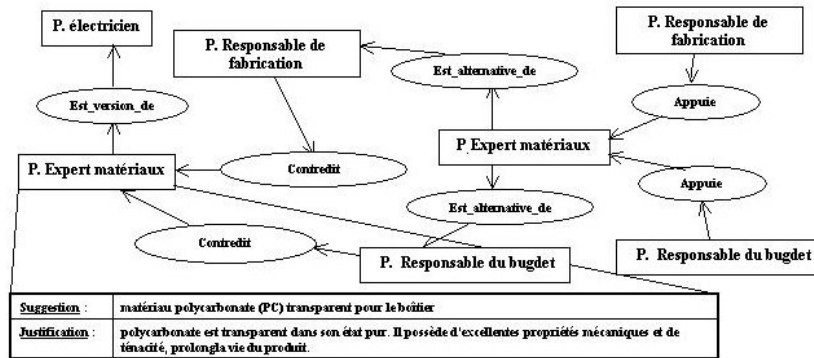 P. électricien
P. Responsable de
fabrication
P. Responsable de
fabrication
Est_alternative_de
Est_version_de
Appuie
P. Expert matériaux
P. Expert matériaux
Contredit
Appuie
Est_alternative_de
Contredit
P. Responsable du bugdet
P. Responsable du bugdet
Suggestion : matériau polycarbonate (PC) transparent pour le boîtier
Justification : polycarbonate est transparent dans son état pur. Il possède d'excellentes propriétés mécaniques et de
ténacité, prolongla vie du produit.